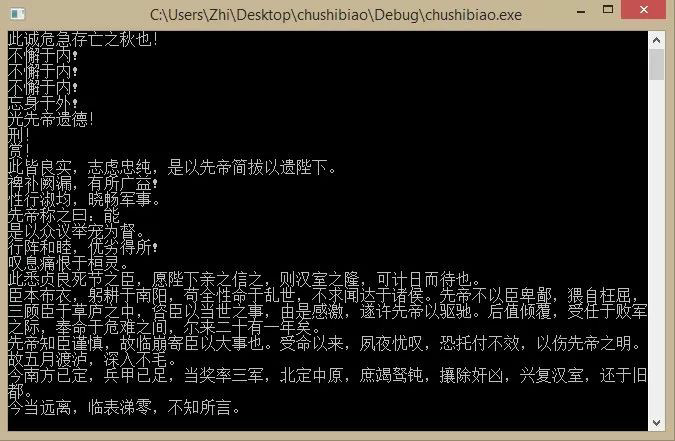 C:\Users\Zhi\Desktop\chushibiao\Debug\chushibiao.exe
此诚危急存亡之秋也!
不懈于内!
不懈于内!
不懈于内!
忘身于外!
光先帝遗德!
刑!
赏!
此皆良实，志虑忠纯，是以先帝简拔以遗陛下。
裨补阙漏，有所广益!
性行淑均，晓畅军事。
先帝称之曰：能
是以众议举宠为督。
行阵和睦，优劣得所!
叹息痛恨于桓灵。
此悉贞良死节之臣，愿陛下亲之信之，则汉室之隆，可计日而待也。
臣本布衣，躬耕于南阳，苟全性命于乱世，不求闻达于诸侯。先帝不以臣卑鄙，猥自枉屈，
三顾臣于草庐之中，咨臣以当世之事，由是感激，遂许先帝以驱驰。后值倾覆，受任于败军
之际，奉命于危难之间，尔来二十有一年矣。
先帝知臣谨慎，故临崩寄臣以大事也。受命以来，夙夜忧叹，恐托付不效，以伤先帝之明。
故五月渡泸，深入不毛。
今南方已定，兵甲已足，当奖率三军，北定中原，庶竭驽钝，攘除奸凶，兴复汉室，还于旧
都。
今当远离，临表涕零，不知所言。